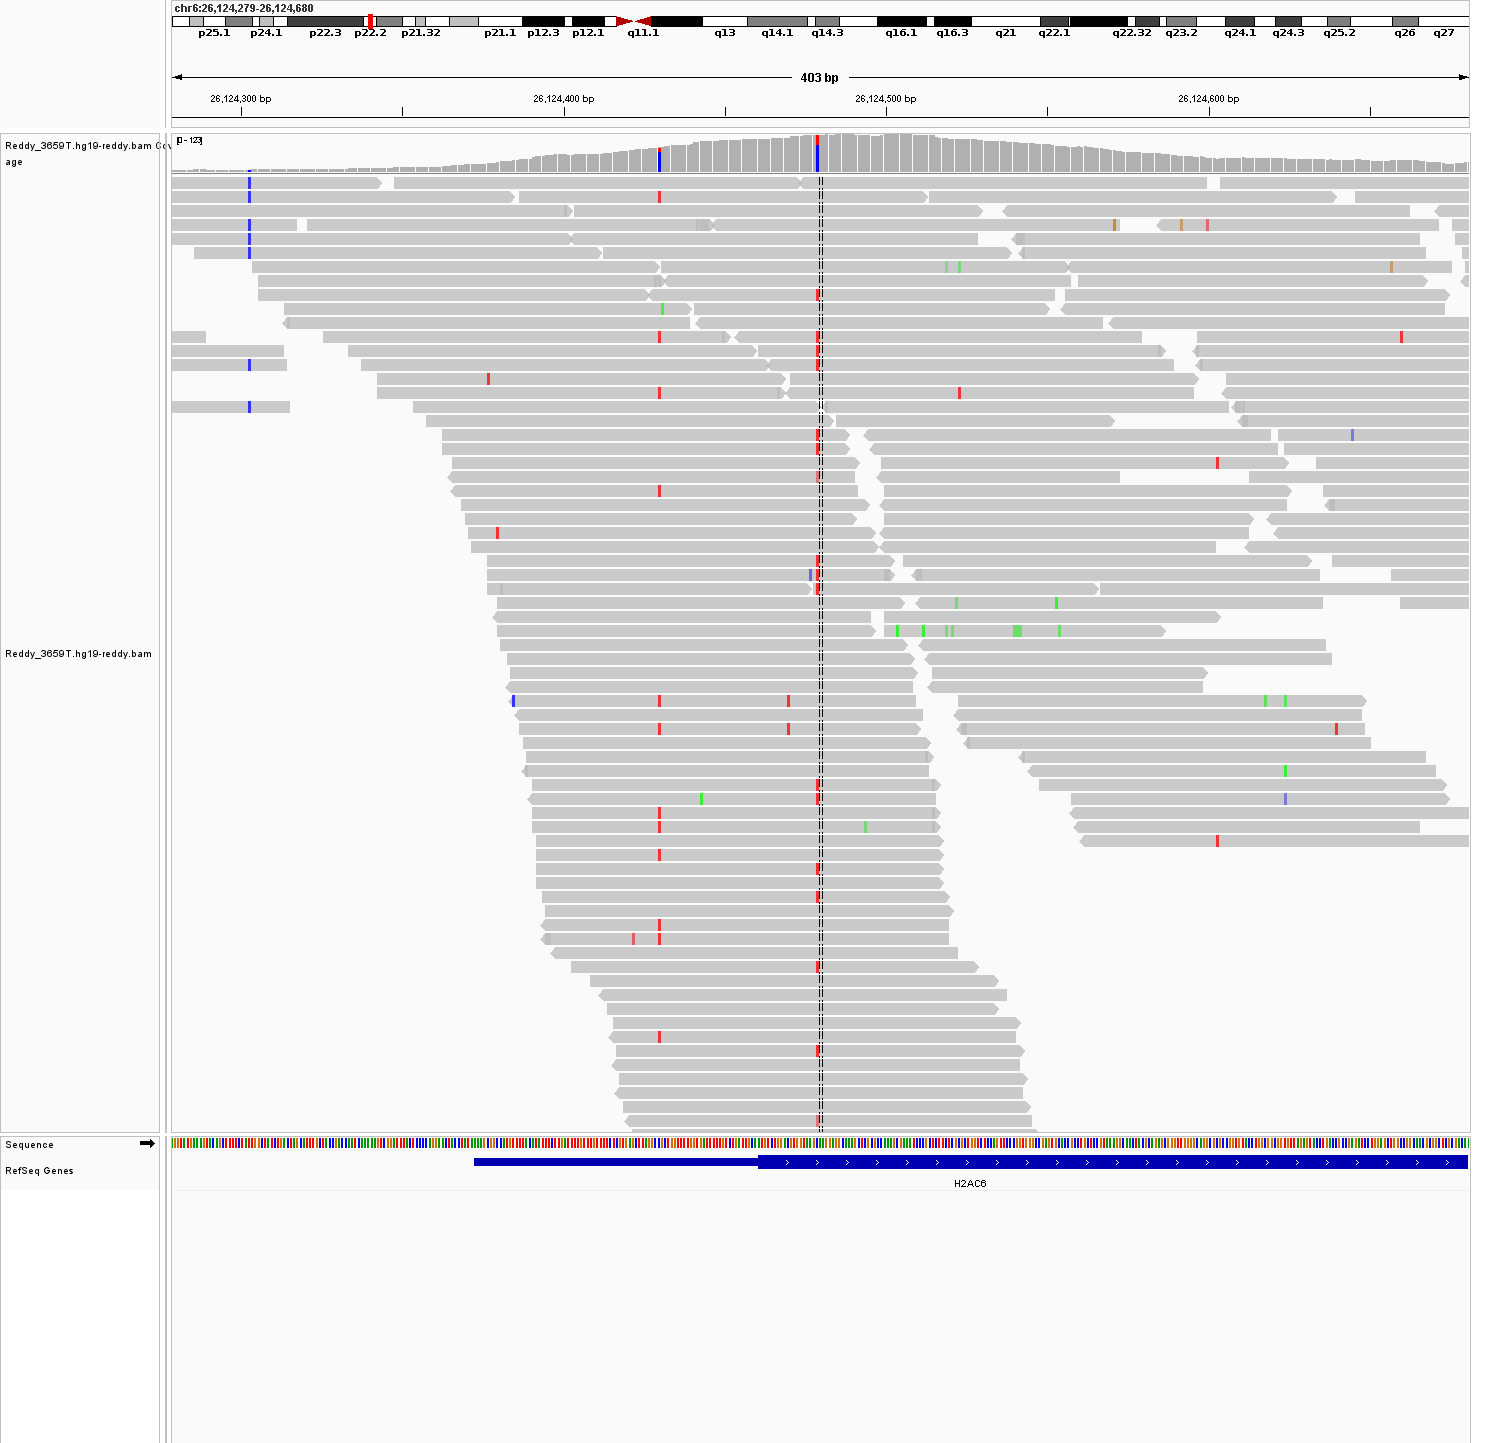 chr6:26,124,279-26,124,680
p25.1 p24.1 p22.3 p22.2 p21.32 p21.1 p12.3 p12.1 q11.1 q13 q14.1 q14.3 q16.1 q16.3 q21 q22.1 q22.32 q23.2 q24.1 q24.3 q25.2 q26 q27
403 bp
26,124,300 bp 26,124,400 bp 26,124,500 bp 26,124,600 bp
[0 - 123]
Reddy_3659T.hg19-reddy.bam Cov
age
Reddy_3659T.hg19-reddy.bam
Sequence
RefSeq Genes
H2AC6